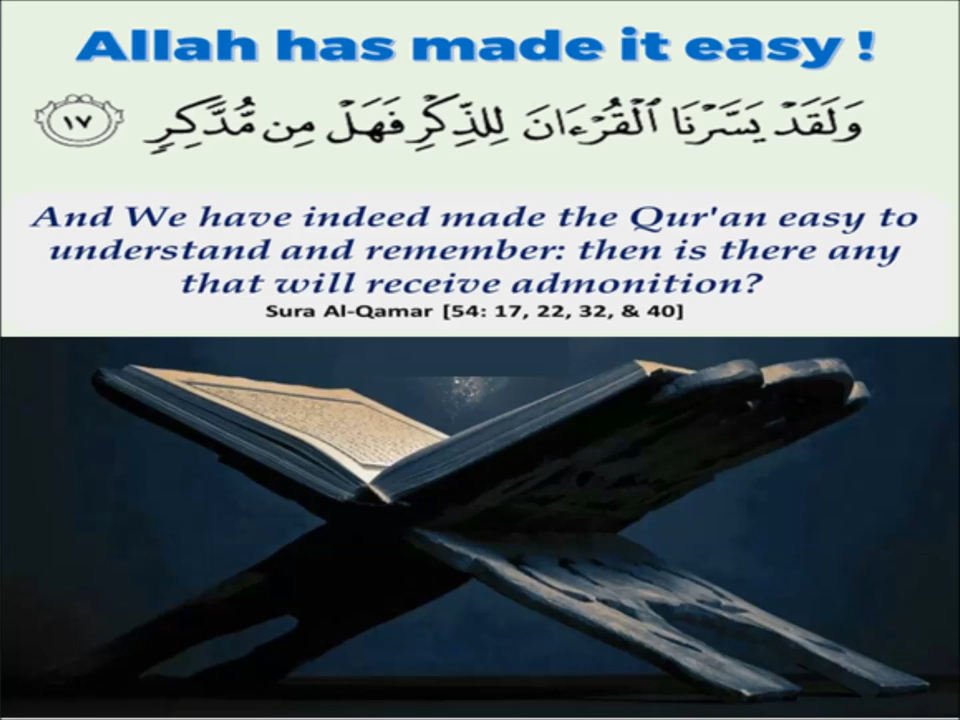 Allah has made it easy !
وَلَقَدْ يَسَّرْنَا ٱلْقُرْءَانَ لِلذِّكْرِ فَهَلْ مِن مُّدَّكِرٍ ١٧
And We have indeed made the Qur'an easy to
understand and remember: then is there any
that will receive admonition?
Sura Al-Qamar [54: 17, 22, 32, & 40]